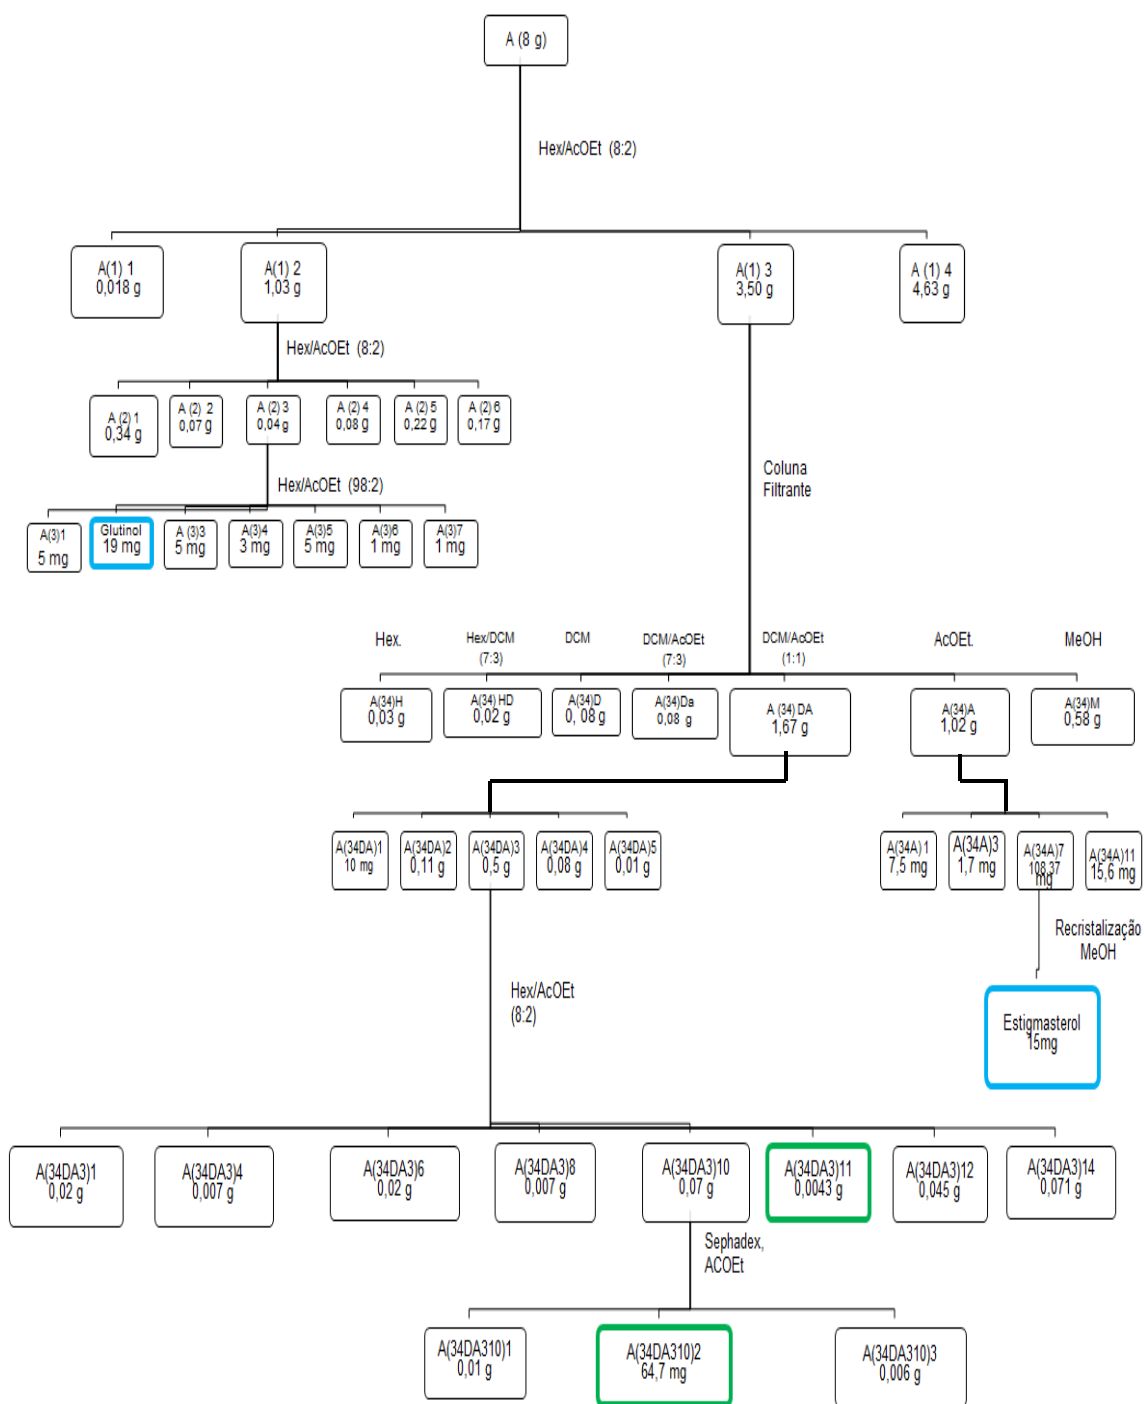 A (8 g)
Hex/AcOEt (8:2)
A(1) 1
0,018 g
A(1) 2
1,03 g
A(1) 3
3,50 g
A (1) 4
4,63 g
Hex/AcOEt (8:2)
A (2) 1
0,34 g
A (2) 2
0,07 g
A (2) 3
0,04 g
A (2) 4
0,08 g
A (2) 5
0,22 g
A (2) 6
0,17 g
Hex/AcOEt (98:2)
A(3)1
5 mg
Glutinol
19 mg
A (3)3
5 mg
A(3)4
3 mg
A(3)5
5 mg
A(3)6
1 mg
A(3)7
1 mg
Coluna
Filtrante
Hex.
Hex/DCM
(7:3)
DCM
DCM/AcOEt
(7:3)
DCM/AcOEt
(1:1)
AcOEt.
MeOH
A(34)H
0,03 g
A(34) HD
0,02 g
A(34)D
0, 08 g
A(34)Da
0,08 g
A (34) DA
1,67 g
A(34)A
1,02 g
A(34)M
0,58 g
A(34DA)1
10 mg
A(34DA)2
0,11 g
A(34DA)3
0,5 g
A(34DA)4
0,08 g
A(34DA)5
0,01 g
A(34A) 1
7,5 mg
A(34A)3
1,7 mg
A(34A)7
108,37
mg
A(34A)11
15,6 mg
Recristalização
MeOH
Hex/AcOEt
(8:2)
Estigmasterol
15mg
A(34DA3)1
0,02 g
A(34DA3)4
0,007 g
A(34DA3)6
0,02 g
A(34DA3)8
0,007 g
A(34DA3)10
0,07 g
A(34DA3)11
0,0043 g
A(34DA3)12
0,045 g
A(34DA3)14
0,071 g
Sephadex,
ACOEt
A(34DA310)1
0,01 g
A(34DA310)2
64,7 mg
A(34DA310)3
0,006 g